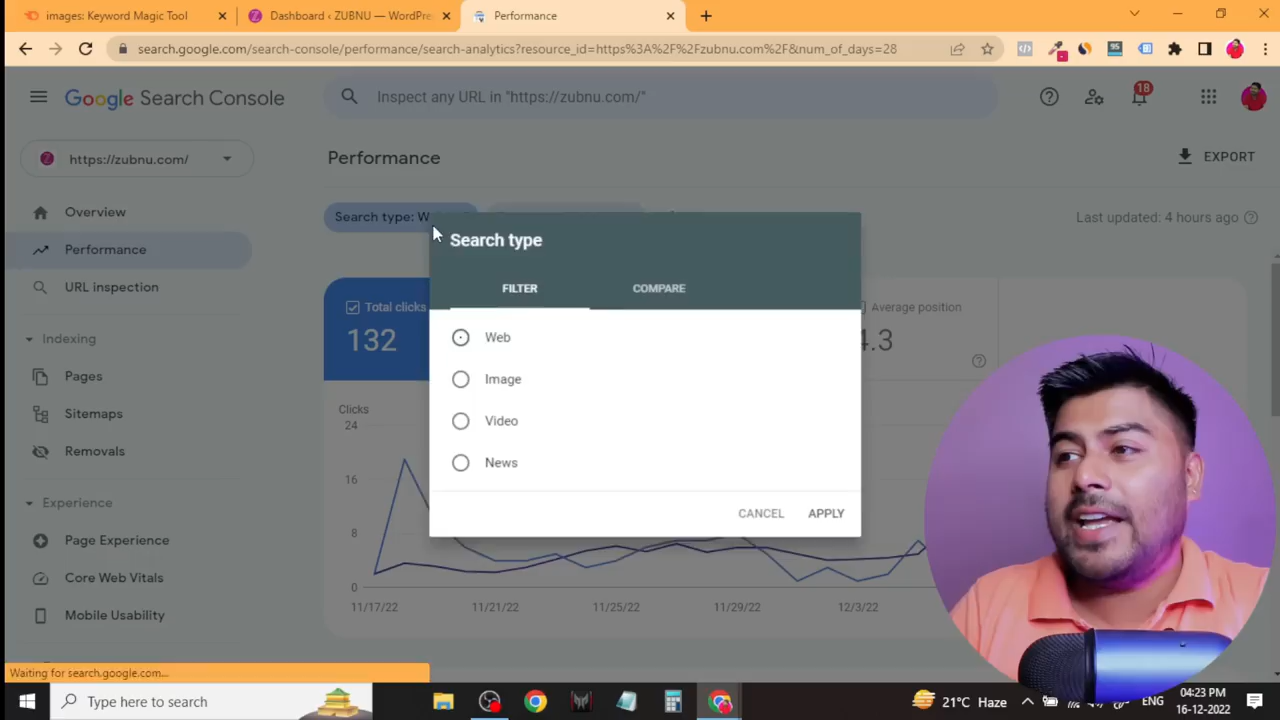 images: Keyword Magic Tool
Dashboard ‹ ZUBNU — WordPre
Performance
search.google.com/search-console/performance/search-analytics?resource_id=https%3A%2F%2Fzubnu.com%2F&num_of_days=28
95
Google Search Console
Inspect any URL in "https://zubnu.com/"
18
https://zubnu.com/
Performance
EXPORT
Overview
Performance
URL inspection
Indexing
Pages
Sitemaps
Removals
Experience
Page Experience
Core Web Vitals
Mobile Usability
Search type: W
Last updated: 4 hours ago
Search type
FILTER
COMPARE
Web
Image
Video
News
CANCEL
APPLY
Total clicks
132
Average position
4.3
Clicks
24
16
8
0
11/17/22
11/21/22
11/25/22
11/29/22
12/3/22
Waiting for search.google.com...
Type here to search
21°C Haze
ENG
04:23 PM
16-12-2022